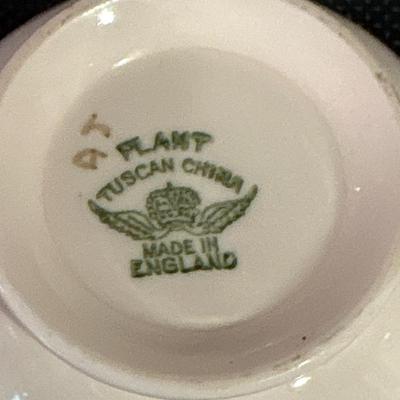 PLANT
TUSCAN CHINA
MADE IN
ENGLAND